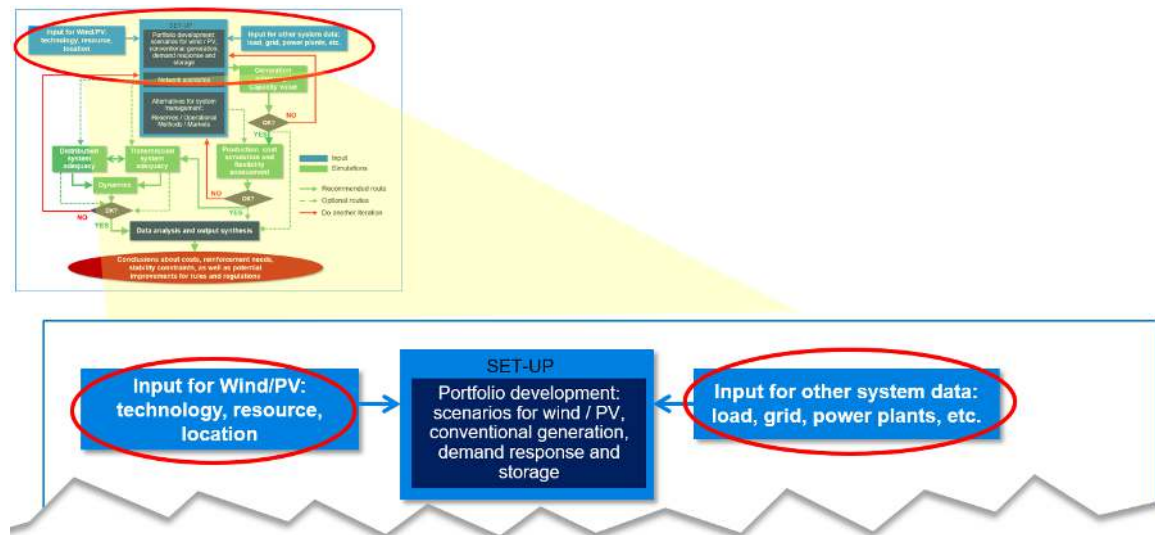 SET-UP
Input for Wind/PV:
technology, resource,
location
Portfolio development
scenarios for wind / PV,
conventional generation,
demand response and
storage
Input for other system data:
load, grid, power plants, etc.
Network scenarios
Alternatives for system
management:
Reserves / Operational
Methods / Markets
Generation
Capacity Value
OK?
NO
YES
Distribution
system
adequacy
Transmission
system
adequacy
Production cost
simulation and
flexibility
assessment
Input
Simulations
Dynamics
NO
OK?
Recommended route
Optional routes
Do another iteration
NO
OK?
YES
YES
Data analysis and output synthesis
Conclusions about costs, reinforcement needs,
stability constraints, as well as potential
improvements for rules and regulations
Input for Wind/PV:
technology, resource,
location
SET-UP
Portfolio development:
scenarios for wind / PV,
conventional generation,
demand response and
storage
Input for other system data:
load, grid, power plants, etc.